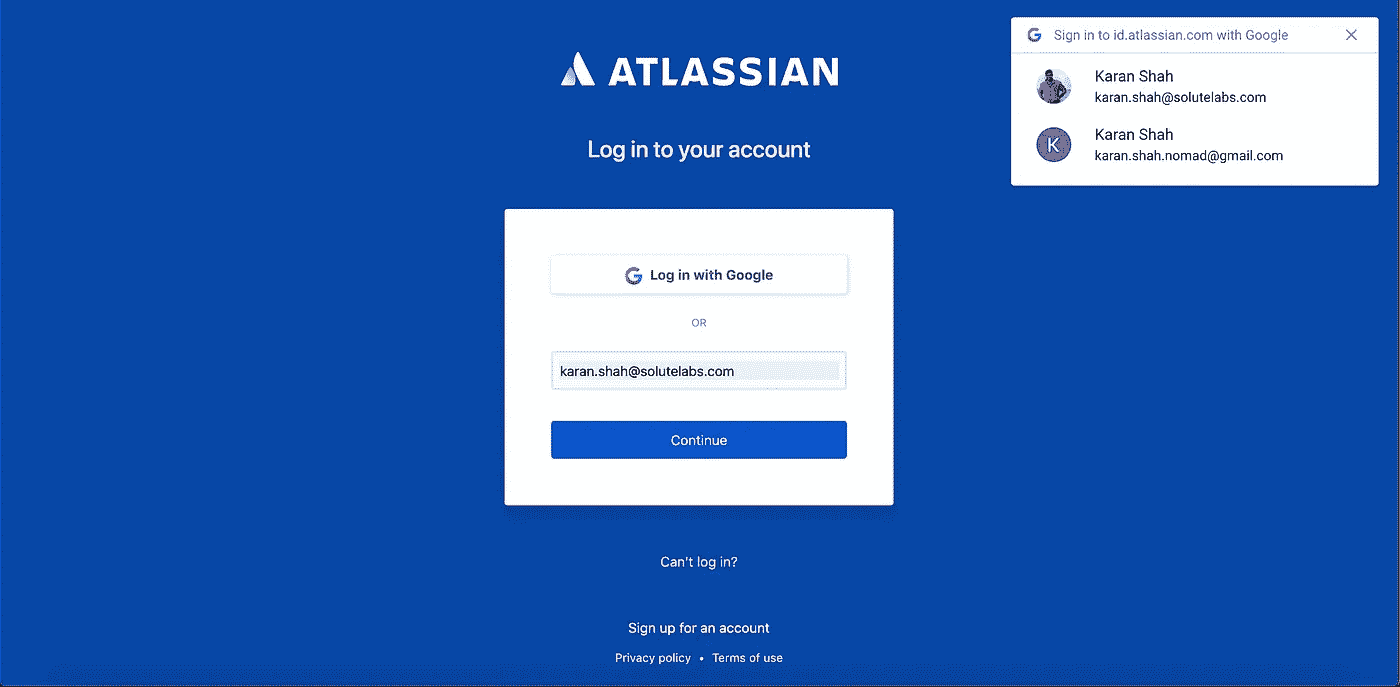 ATLASSIAN
Log in to your account
Log in with Google
OR
karan.shah@solutelabs.com
Continue
Can't log in?
Sign up for an account
Privacy policy • Terms of use
Sign in to id.atlassian.com with Google
Karan Shah
karan.shah@solutelabs.com
K
Karan Shah
karan.shah.nomad@gmail.com